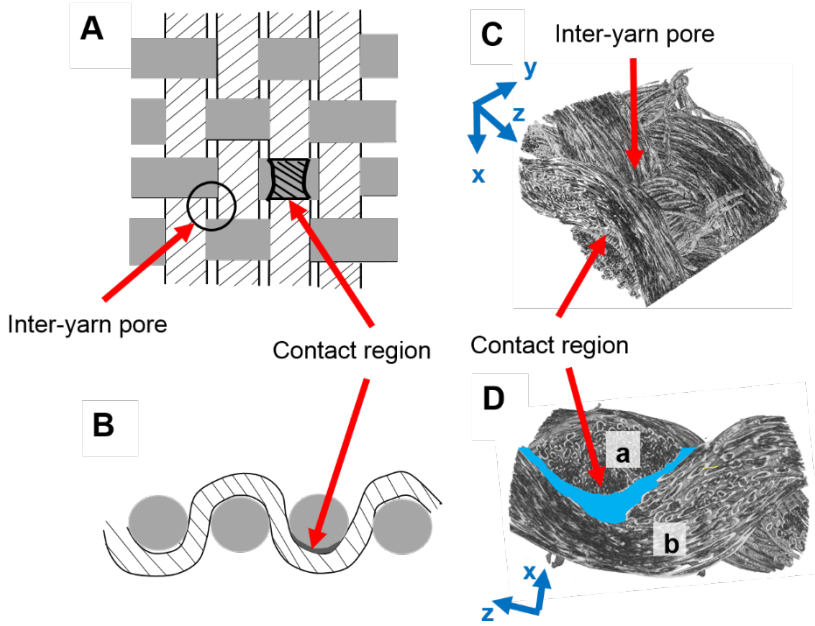 A
Inter-yarn pore
Contact region
B
C
Inter-yarn pore
y
z
x
Contact region
D
a
b
x
z